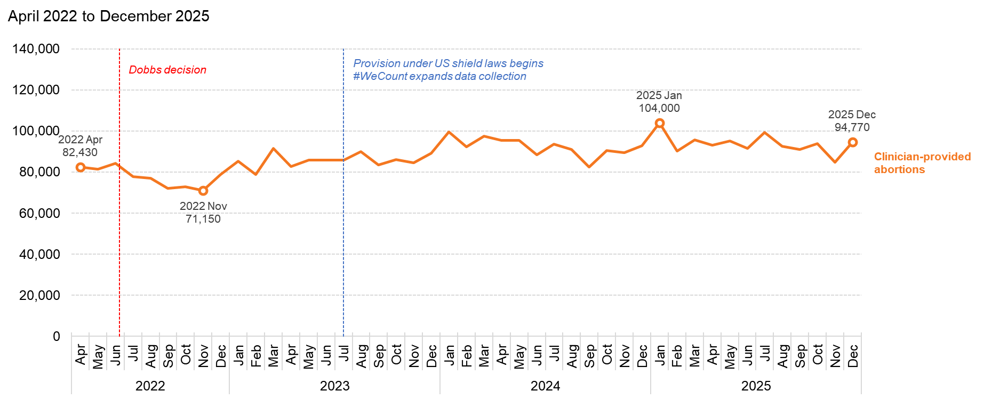 April 2022 to December 2025
140,000
120,000
100,000
80,000
60,000
40,000
20,000
0
Dobbs decision
Provision under US shield laws begins
#WeCount expands data collection
2022 Apr
82,430
2022 Nov
71,150
2025 Jan
104,000
2025 Dec
94,770
Clinician-provided
abortions
Apr May Jun Jul Aug Sep Oct Nov Dec Jan Feb Mar Apr May Jun Jul Aug Sep Oct Nov Dec Jan Feb Mar Apr May Jun Jul Aug Sep Oct Nov Dec Jan Feb Mar Apr May Jun Jul Aug Sep Oct Nov Dec
2022 2023 2024 2025